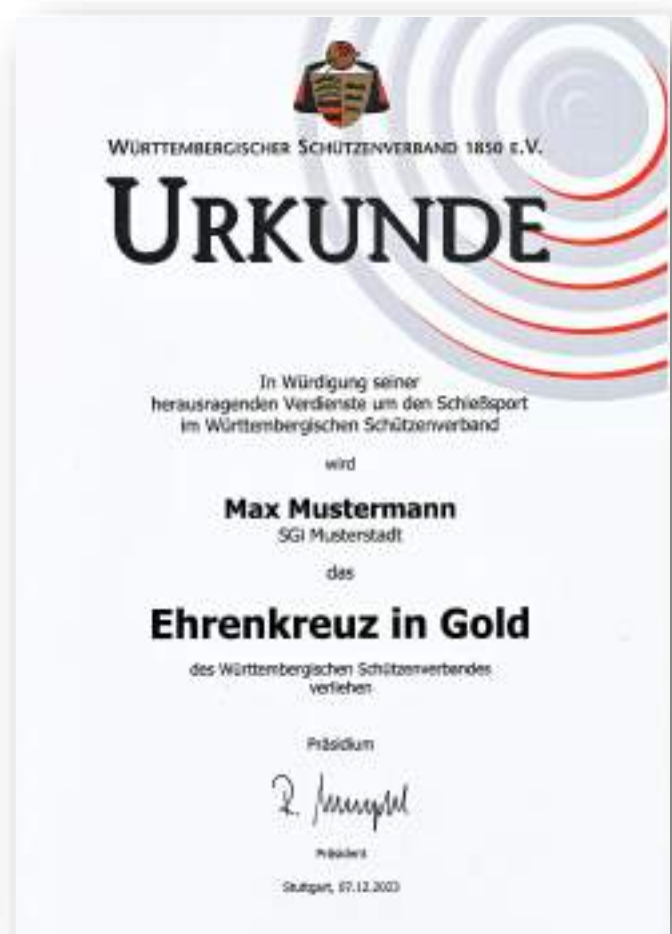 WÜRTTEMBERGISCHER SCHÜTZENVERBAND 1850 E.V.
URKUNDE
In Würdigung seiner
herausragenden Verdienste um den Schießsport
im Württembergischen Schützenverband
wird
Max Mustermann
SGi Musterstadt
das
Ehrenkreuz in Gold
des Württembergischen Schützenverbandes
verliehen
Präsidium
R.
Präsident
Stuttgart, 07.12.2003